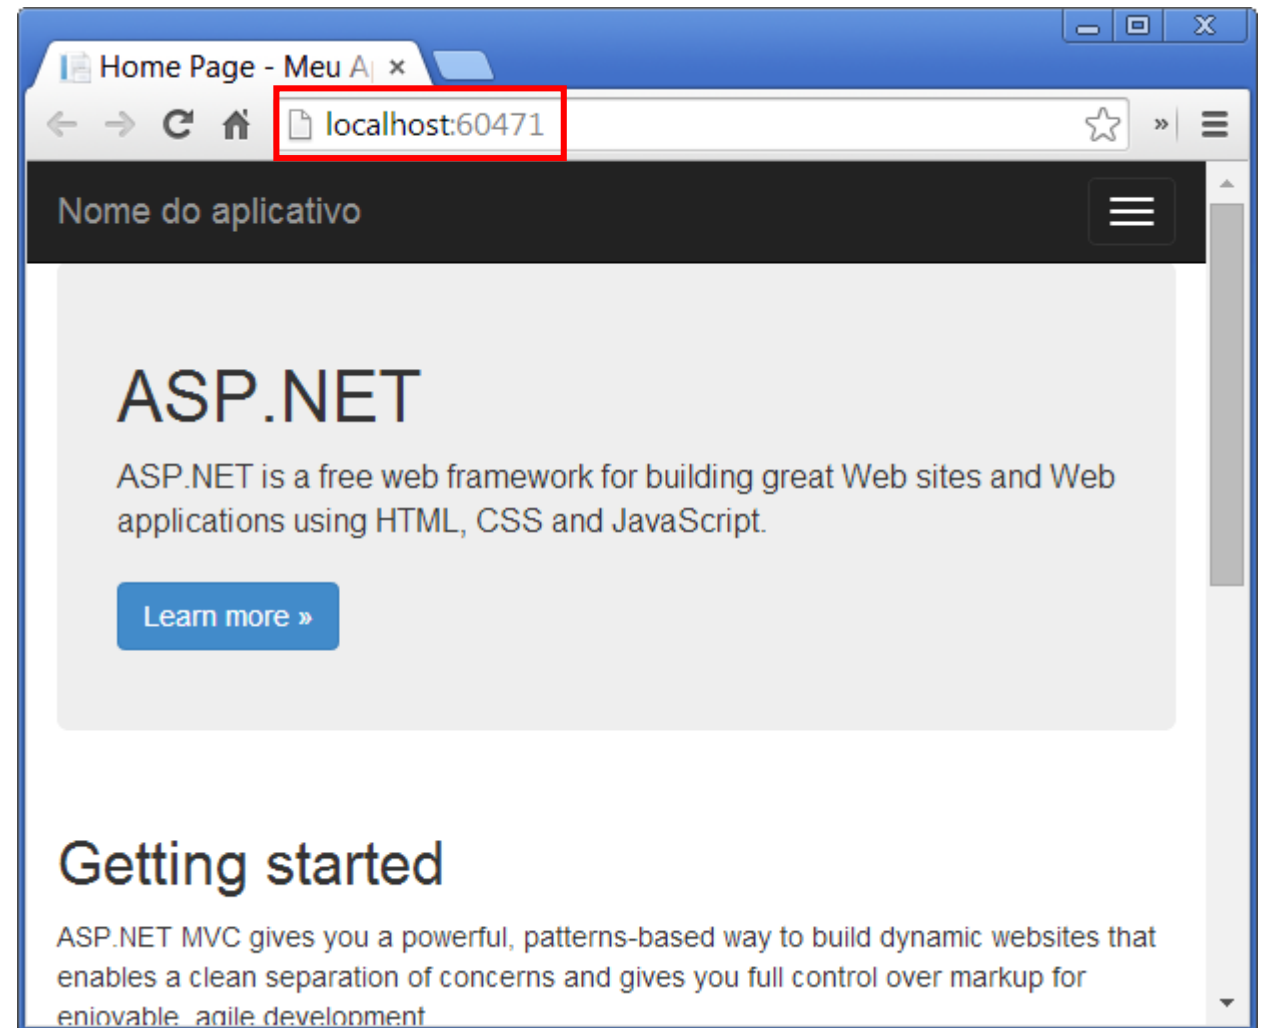 Home Page - Meu A
localhost:60471
Nome do aplicativo
ASP.NET
ASP.NET is a free web framework for building great Web sites and Web
applications using HTML, CSS and JavaScript.
Learn more »
Getting started
ASP.NET MVC gives you a powerful, patterns-based way to build dynamic websites that
enables a clean separation of concerns and gives you full control over markup for
enjoyable, agile development